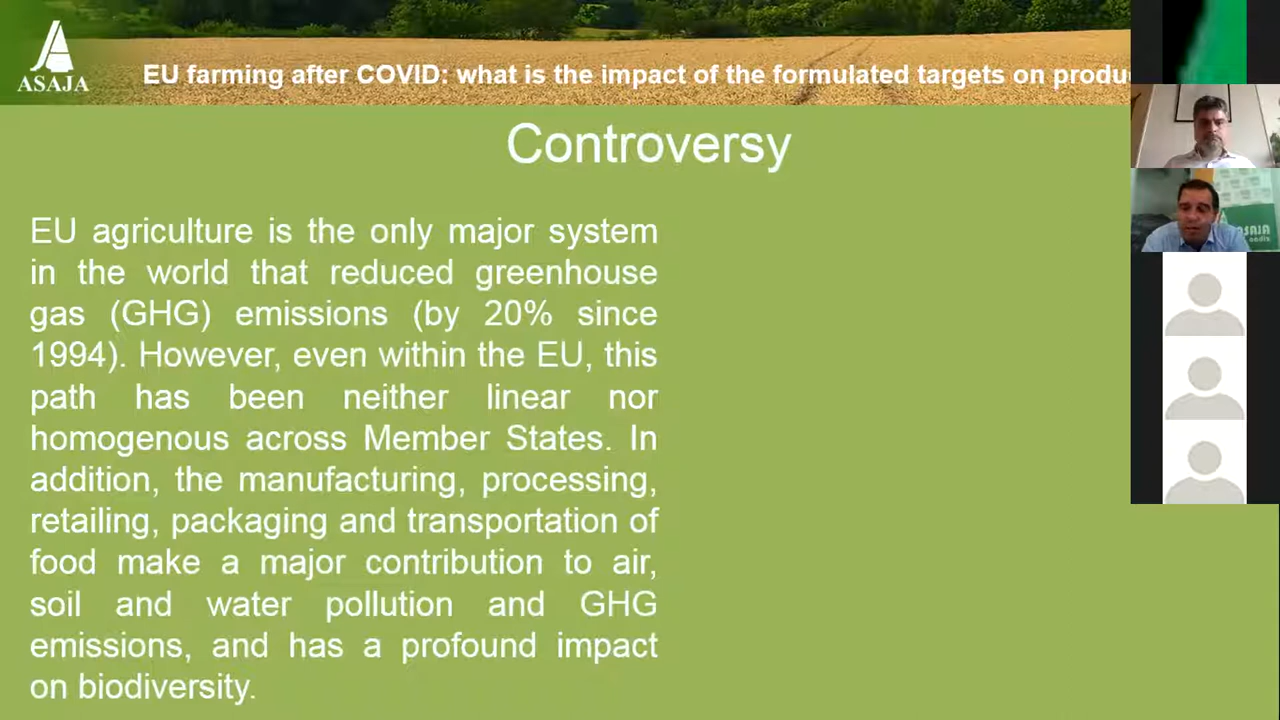 ASAJA
EU farming after COVID: what is the impact of the formulated targets on
Controversy
EU agriculture is the only major system
in the world that reduced greenhouse
gas (GHG) emissions (by 20% since
1994). However, even within the EU, this
path has been neither linear nor
homogenous across Member States. In
addition, the manufacturing, processing,
retailing, packaging and transportation of
food make a major contribution to air,
soil and water pollution and GHG
emissions, and has a profound impact
on biodiversity.